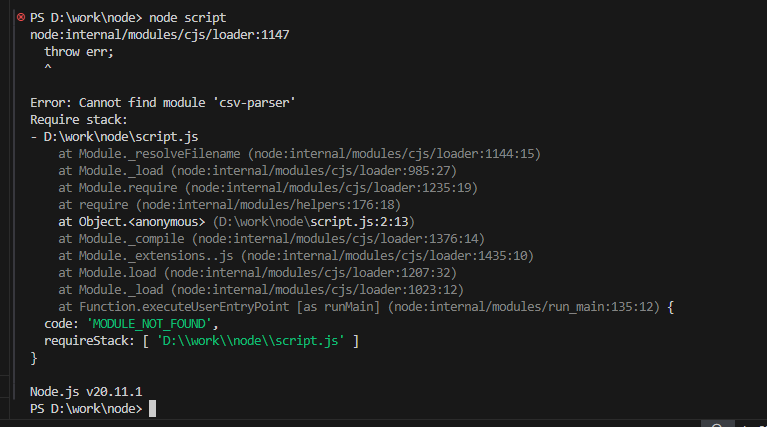 PS D:\work\node> node script
node:internal/modules/cjs/loader:1147
  throw err;
  ^

Error: Cannot find module 'csv-parser'
Require stack:
- D:\work\node\script.js
    at Module._resolveFilename (node:internal/modules/cjs/loader:1144:15)
    at Module._load (node:internal/modules/cjs/loader:985:27)
    at Module.require (node:internal/modules/cjs/loader:1235:19)
    at require (node:internal/modules/helpers:176:18)
    at Object.<anonymous> (D:\work\node\script.js:2:13)
    at Module._compile (node:internal/modules/cjs/loader:1376:14)
    at Module._extensions..js (node:internal/modules/cjs/loader:1435:10)
    at Module.load (node:internal/modules/cjs/loader:1207:32)
    at Module._load (node:internal/modules/cjs/loader:1023:12)
    at Function.executeUserEntryPoint [as runMain] (node:internal/modules/run_main:135:12) {
  code: 'MODULE_NOT_FOUND',
  requireStack: [ 'D:\\work\\node\\script.js' ]
}

Node.js v20.11.1
PS D:\work\node>